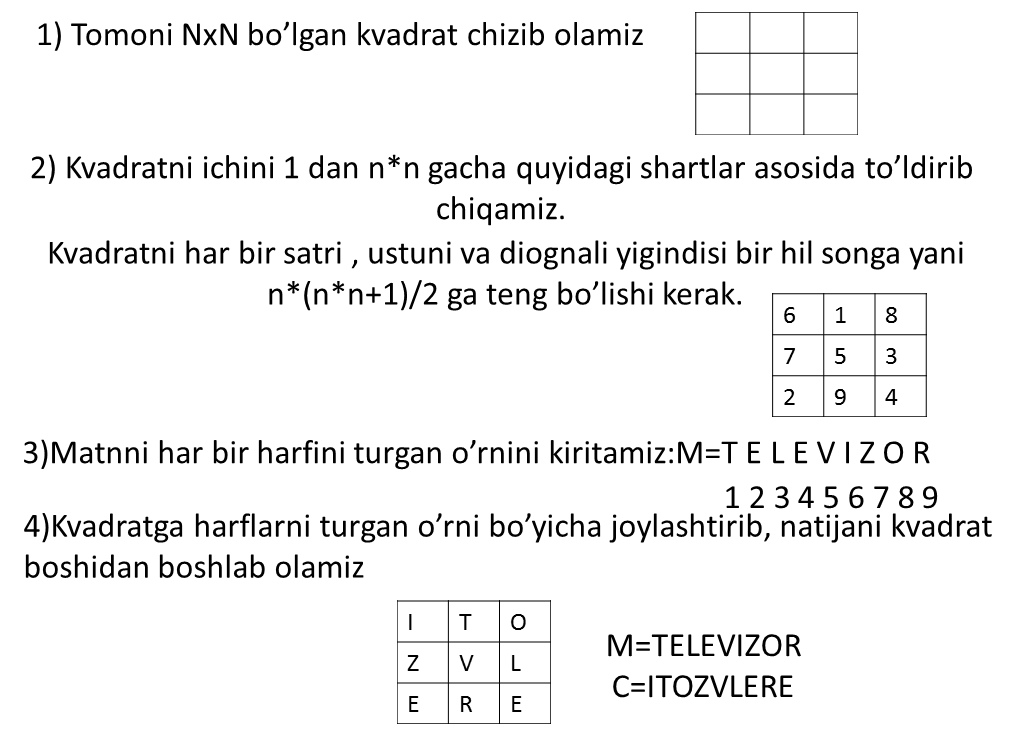 1) Tomoni NxN bo’lgan kvadrat chizib olamiz
2) Kvadratni ichini 1 dan n*n gacha quyidagi shartlar asosida to’ldirib
chiqamiz.
Kvadratni har bir satri , ustuni va diognali yigindisi bir hil songa yani
n*(n*n+1)/2 ga teng bo’lishi kerak.
6 1 8
7 5 3
2 9 4
3)Matnni har bir harfini turgan o’rnini kiritamiz:M=T E L E V I Z O R
1 2 3 4 5 6 7 8 9
4)Kvadratga harflarni turgan o’rni bo’yicha joylashtirib, natijani kvadrat
boshidan boshlab olamiz
I T O
Z V L
E R E
M=TELEVIZOR
C=ITOZVLERE